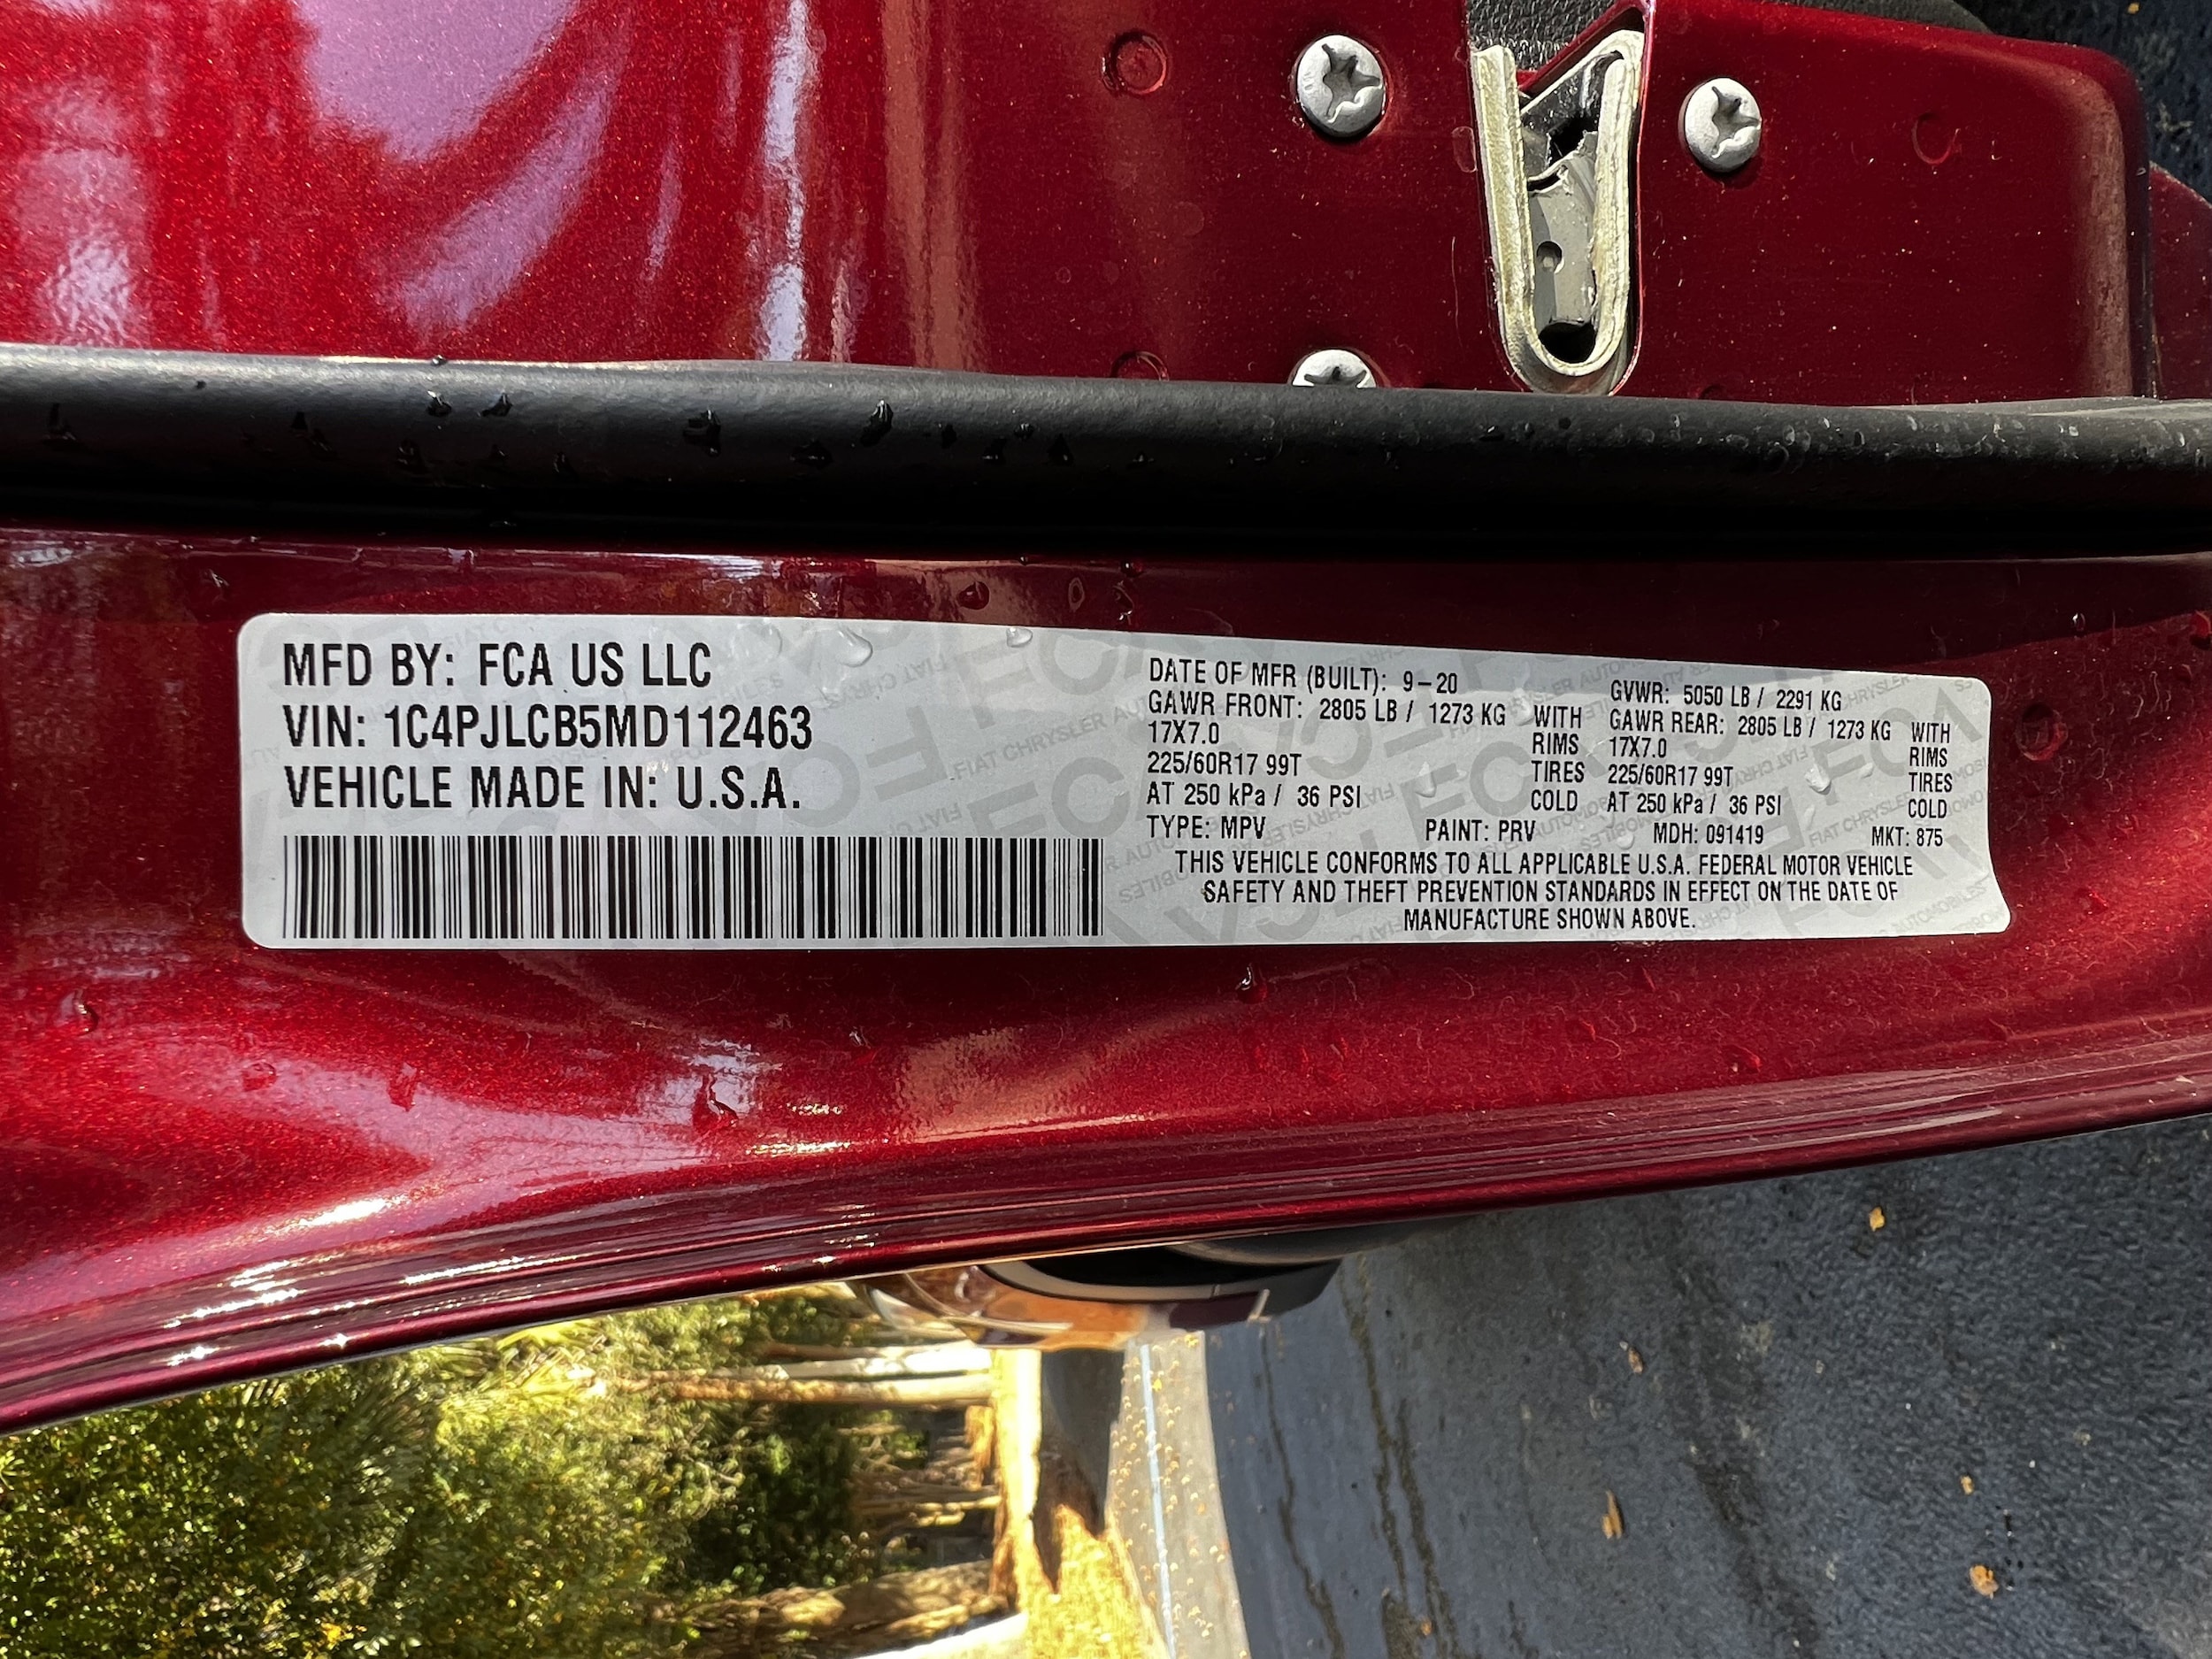 MFD BY: FCA US LLC
VIN: 1C4PJLCB5MD112463
VEHICLE MADE IN: U.S.A.
DATE OF MFR (BUILT): 9-20
GAWR FRONT: 2805 LB / 1273 KG WITH
17X7.0 RIMS
225/60R17 99T TIRES
AT 250 kPa / 36 PSI COLD
GVWR: 5050 LB / 2291 KG
GAWR REAR: 2805 LB / 1273 KG WITH
17X7.0 RIMS
225/60R17 99T TIRES
AT 250 kPa / 36 PSI COLD
TYPE: MPV PAINT: PRV MDH: 091419 MKT: 875
THIS VEHICLE CONFORMS TO ALL APPLICABLE U.S.A. FEDERAL MOTOR VEHICLE
SAFETY AND THEFT PREVENTION STANDARDS IN EFFECT ON THE DATE OF
MANUFACTURE SHOWN ABOVE.